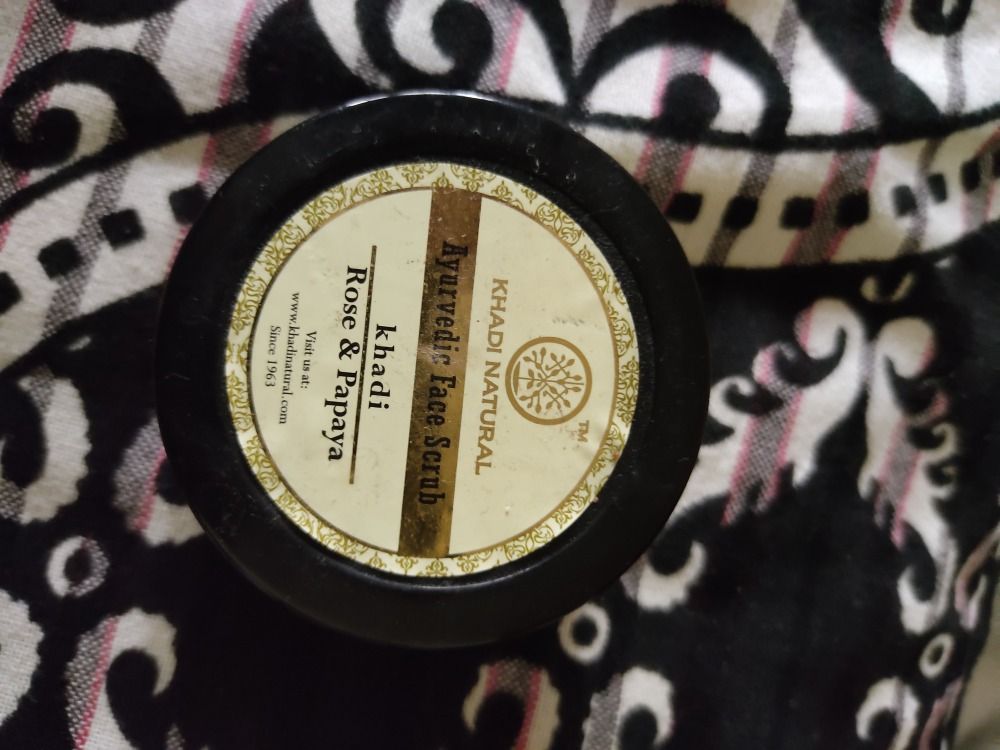 TM
KHADI NATURAL
Ayurvedic Face Scrub
khadi
Rose & Papaya
Visit us at:
www.khadinatural.com
Since 1963